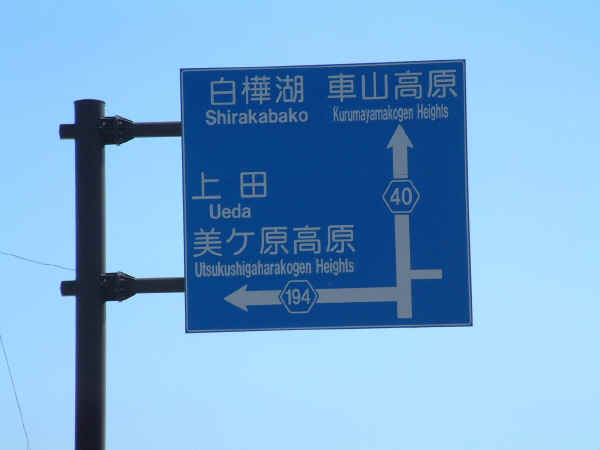 白樺湖 車山高原
Shirakabako Kurumayamakogen Heights
40
上田
Ueda
美ケ原高原
Utsukushigaharakogen Heights
194